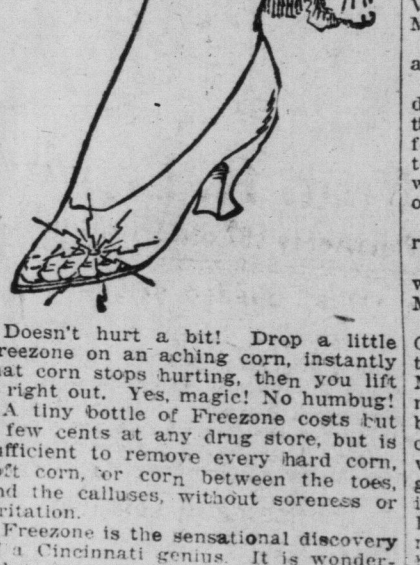 Doesn't hurt a bit! Drop a little
reezone on an aching corn, instantly
at corn stops hurting, then you lift
right out. Yes, magic! No humbug!
A tiny bottle of Freezone costs but
few cents at any drug store, but is
ufficient to remove every hard corn,
oft corn, or corn between the toes,
nd the calluses, without soreness or
ritation.
Freezone is the sensational discovery
a Cincinnati genius. It is wonder-